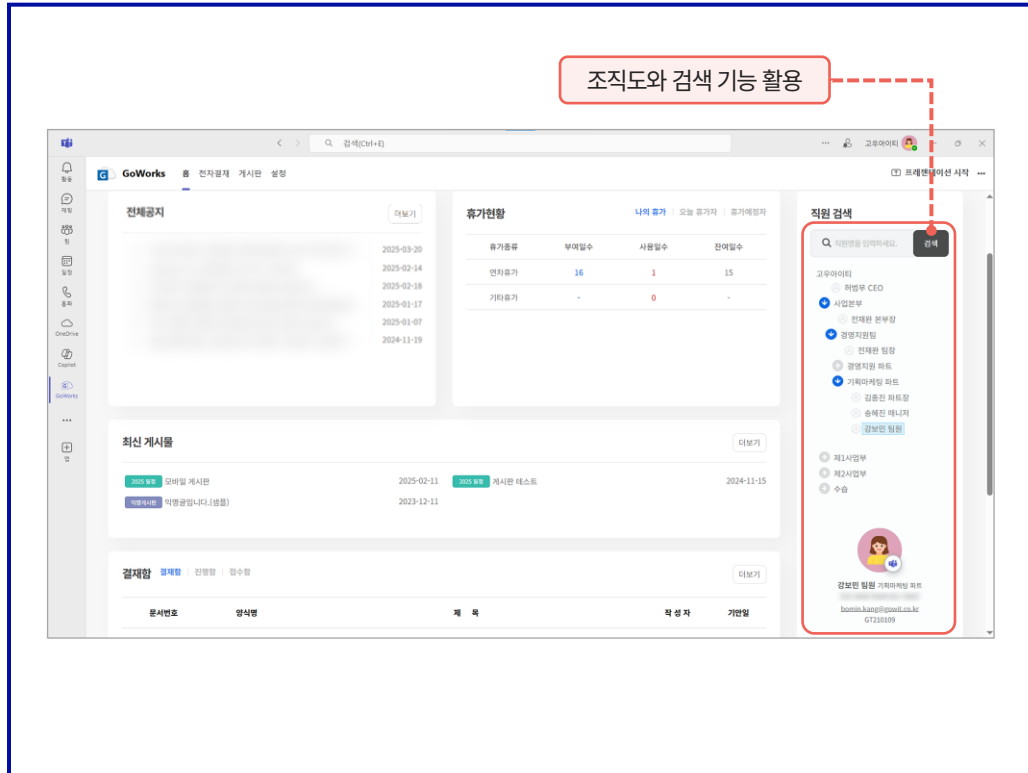 조직도와 검색 기능 활용
검색(Ctrl+E)
고우아이티
활동
채팅
팀
일정
통화
OneDrive
Copilot
GoWorks
앱
GoWorks 홈 전자결재 게시판 설정
프레젠테이션 시작
전체공지 더보기
2025-03-20
2025-02-14
2025-02-18
2025-01-17
2025-01-07
2024-11-19
휴가현황 나의 휴가 오늘 휴가자 휴가예정자
휴가종류 부여일수 사용일수 잔여일수
연차휴가 16 1 15
기타휴가 - 0 -
최신 게시물 더보기
2025 일정 모바일 게시판 2025-02-11 2025 일정 게시판 테스트 2024-11-15
익명게시판 익명글입니다.(샘플) 2023-12-11
결재함 결재함 진행함 접수함 더보기
문서번호 양식명 제 목 작 성 자 기안일
직원 검색
직원명을 입력하세요. 검색
고우아이티
허범무 CEO
사업본부
전재완 본부장
경영지원팀
전재완 팀장
경영지원 파트
기획마케팅 파트
김종진 파트장
송혜진 매니저
강보민 팀원
제1사업부
제2사업부
수습
강보민 팀원 기획마케팅 파트
bomin.kang@gowit.co.kr
GT210109